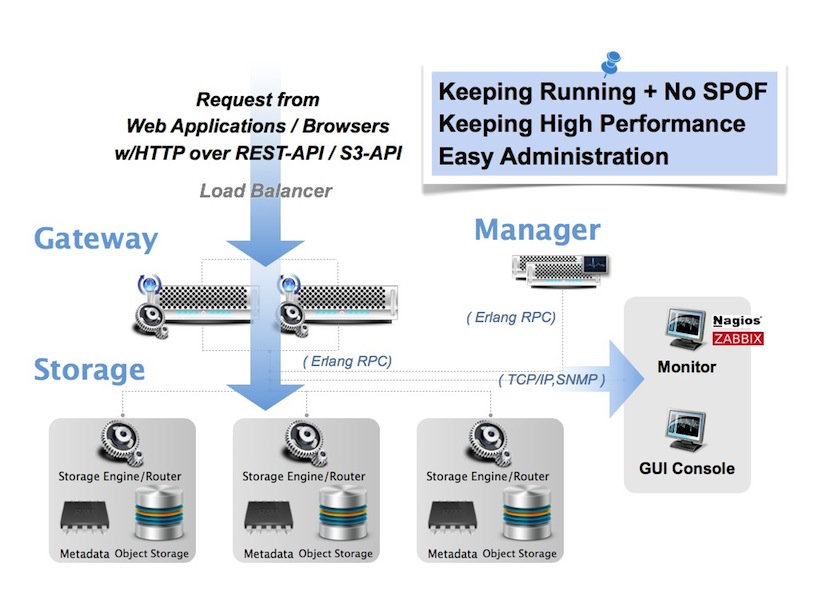 Request from
Web Applications / Browsers
w/HTTP over REST-API / S3-API
Load Balancer
Keeping Running + No SPOF
Keeping High Performance
Easy Administration
Gateway
Manager
( Erlang RPC)
( Erlang RPC)
Storage
( TCP/IP,SNMP )
Nagios®
ZABBIX
Monitor
GUI Console
Storage Engine/Router
Metadata Object Storage
Storage Engine/Router
Metadata Object Storage
Storage Engine/Router
Metadata Object Storage